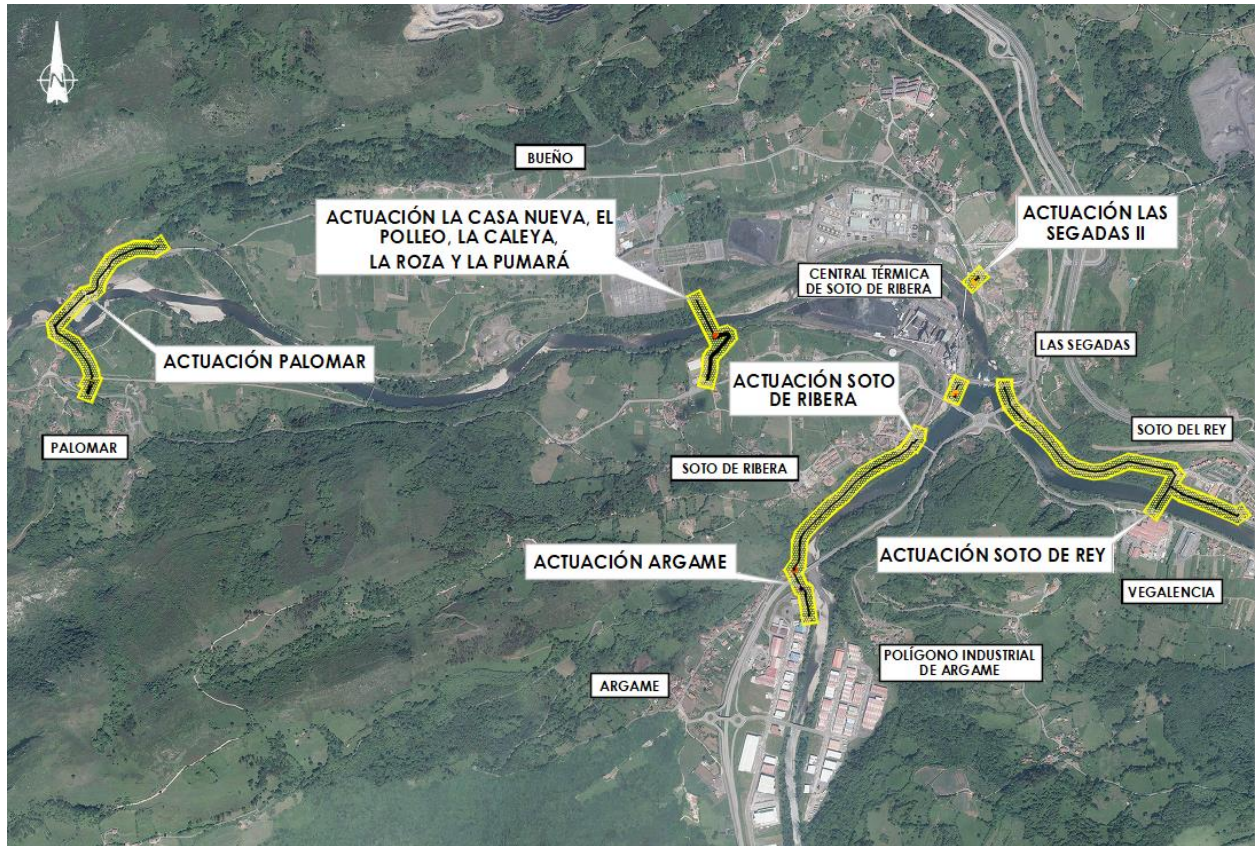 N
BUEÑO
ACTUACIÓN LA CASA NUEVA, EL
POLLEO, LA CALEYA,
LA ROZA Y LA PUMARÁ
ACTUACIÓN LAS
SEGADAS II
CENTRAL TÉRMICA
DE SOTO DE RIBERA
ACTUACIÓN PALOMAR
LAS SEGADAS
ACTUACIÓN SOTO
DE RIBERA
PALOMAR
SOTO DEL REY
SOTO DE RIBERA
ACTUACIÓN ARGAME
ACTUACIÓN SOTO DE REY
VEGALENCIA
POLÍGONO INDUSTRIAL
DE ARGAME
ARGAME